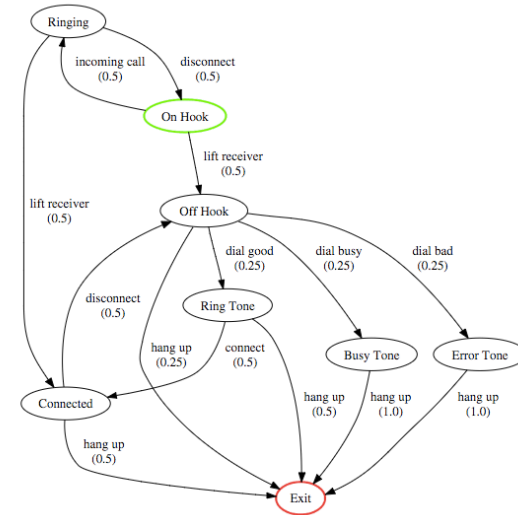 Ringing
incoming call
(0.5)
disconnect
(0.5)
On Hook
lift receiver
(0.5)
lift receiver
(0.5)
Off Hook
dial good
(0.25)
dial busy
(0.25)
dial bad
(0.25)
disconnect
(0.5)
Ring Tone
hang up
(0.25)
connect
(0.5)
Busy Tone
Error Tone
Connected
hang up
(0.5)
hang up
(1.0)
hang up
(1.0)
hang up
(0.5)
Exit